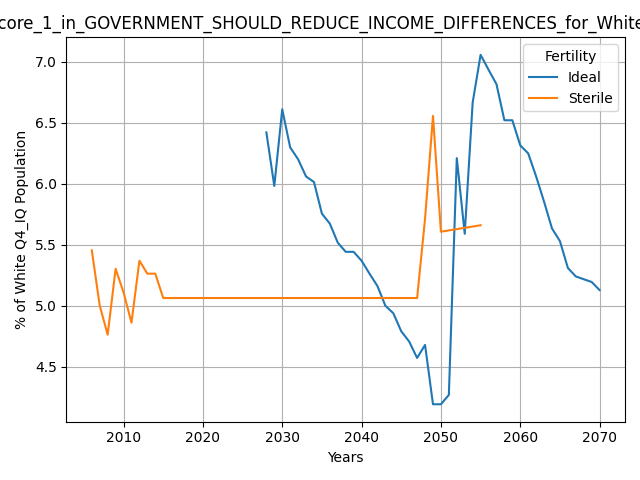 core_1_in_GOVERNMENT_SHOULD_REDUCE_INCOME_DIFFERENCES_for_White
Fertility
Ideal
Sterile
% of White Q4_IQ Population
7.0
6.5
6.0
5.5
5.0
4.5
2010 2020 2030 2040 2050 2060 2070
Years